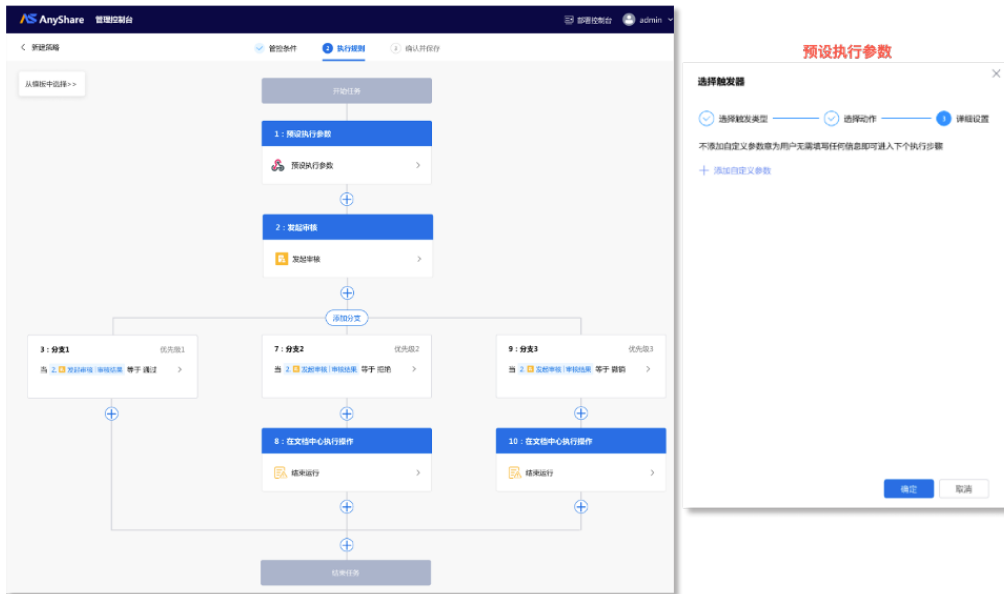 AS AnyShare 管理控制台
部署控制台 admin
新建策略
管控条件 2 执行规则 3 确认并保存
从模板中选择>>
开始任务
1：预设执行参数
预设执行参数
2：发起审核
发起审核
添加分支
3：分支1 优先级1
当 2. 发起审核|审核结果 等于 通过
7：分支2 优先级2
当 2. 发起审核|审核结果 等于 拒绝
9：分支3 优先级3
当 2. 发起审核|审核结果 等于 撤销
8：在文档中心执行操作
结束运行
10：在文档中心执行操作
结束运行
结束任务
预设执行参数
选择触发器
选择触发类型 选择动作 3 详细设置
不添加自定义参数意为用户无需填写任何信息即可进入下个执行步骤
添加自定义参数
确定 取消